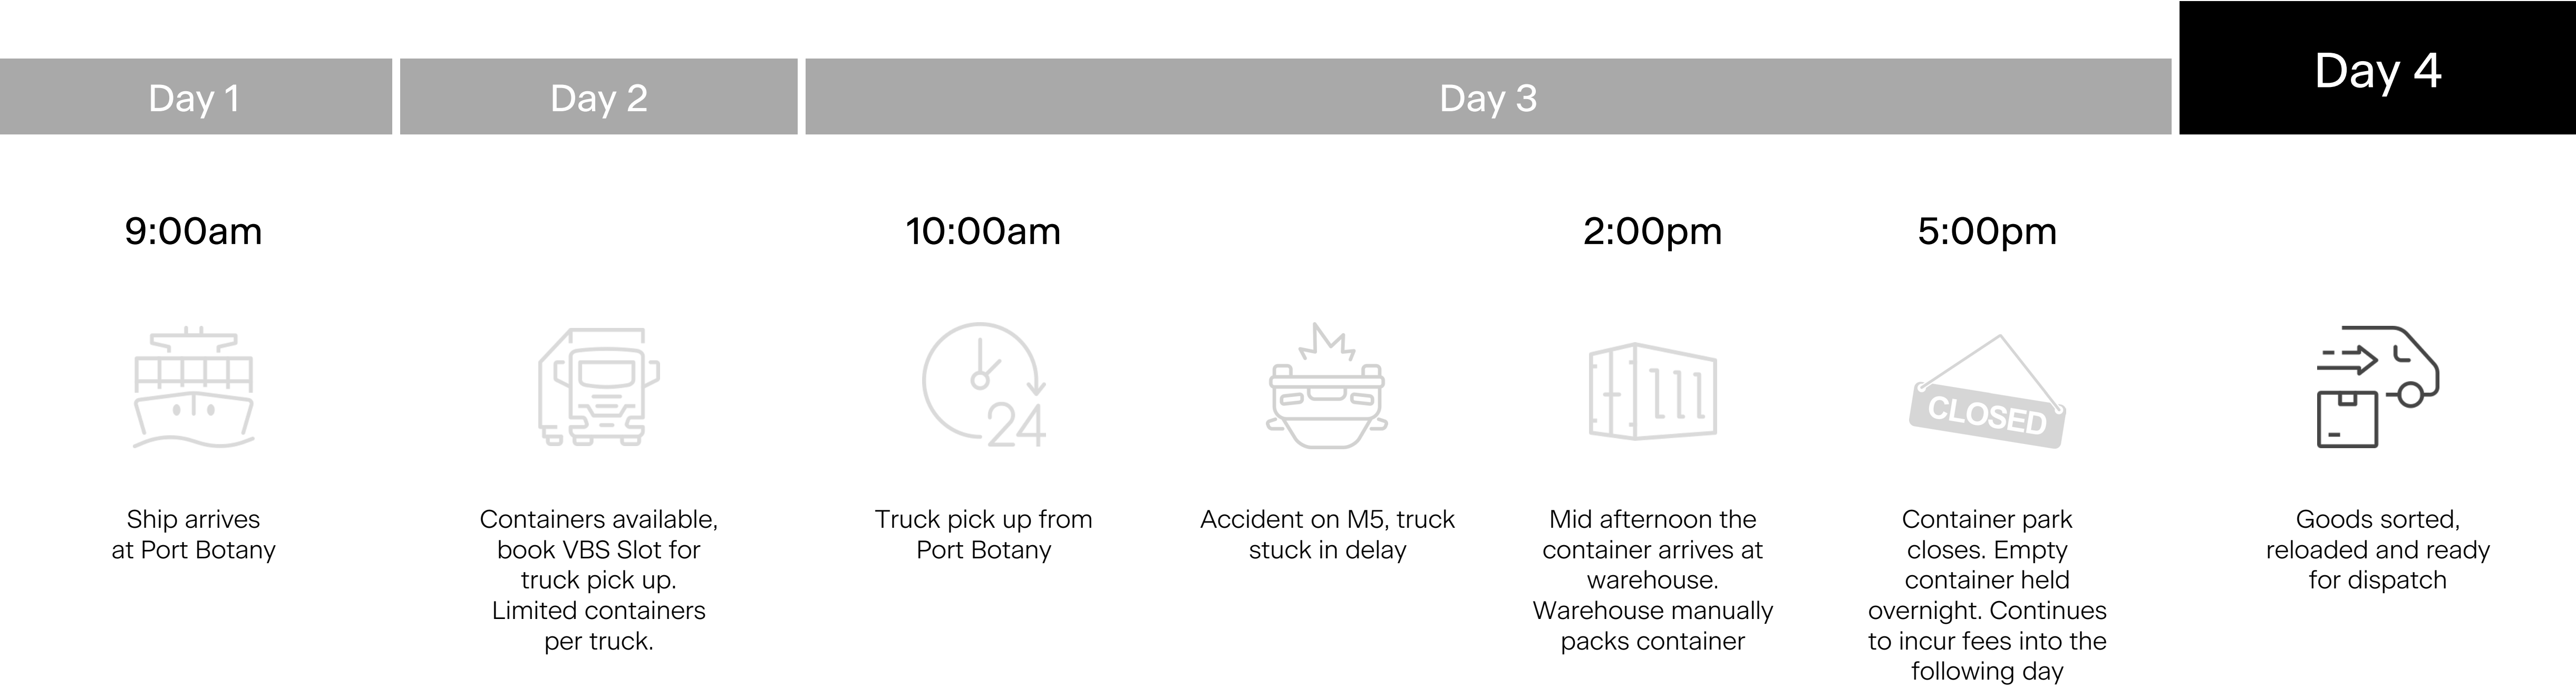 Day 1
Day 2
Day 3
Day 4
9:00am
10:00am
2:00pm
5:00pm
24
CLOSED
Ship arrives
at Port Botany
Containers available,
book VBS Slot for
truck pick up.
Limited containers
per truck.
Truck pick up from
Port Botany
Accident on M5, truck
stuck in delay
Mid afternoon the
container arrives at
warehouse.
Warehouse manually
packs container
Container park
closes. Empty
container held
overnight. Continues
to incur fees into the
following day
Goods sorted,
reloaded and ready
for dispatch